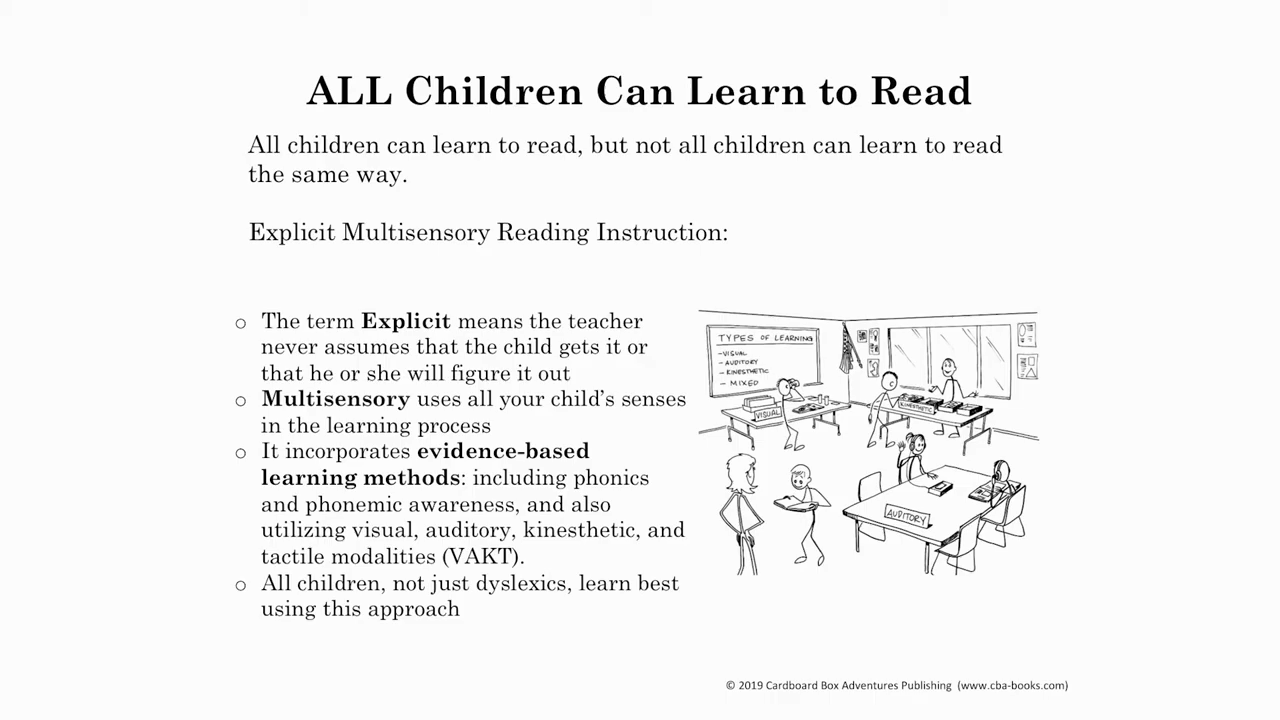 ALL Children Can Learn to Read
All children can learn to read, but not all children can learn to read
the same way.
Explicit Multisensory Reading Instruction:
○ The term Explicit means the teacher
never assumes that the child gets it or
that he or she will figure it out
○ Multisensory uses all your child’s senses
in the learning process
○ It incorporates evidence-based
learning methods: including phonics
and phonemic awareness, and also
utilizing visual, auditory, kinesthetic, and
tactile modalities (VAKT).
○ All children, not just dyslexics, learn best
using this approach
TYPES OF LEARNING
-VISUAL
-AUDITORY
-KINESTHETIC
- MIXED
VISUAL
KINESTHETIC
AUDITORY
© 2019 Cardboard Box Adventures Publishing (www.cba-books.com)